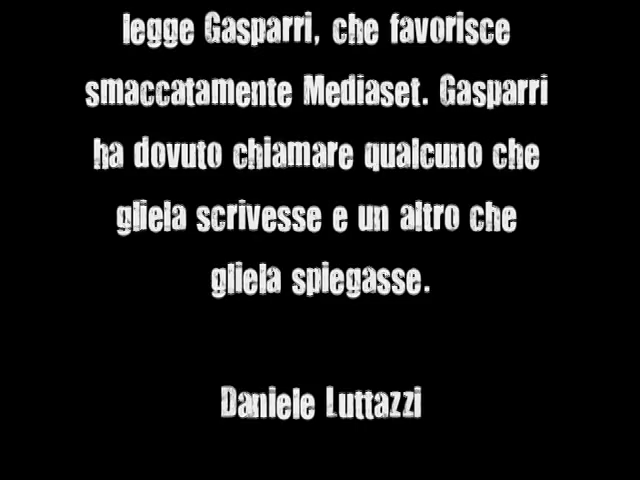 legge Gasparri, che favorisce
smaccatamente Mediaset. Gasparri
ha dovuto chiamare qualcuno che
gliela scrivesse e un altro che
gliela spiegasse.
Daniele Luttazzi